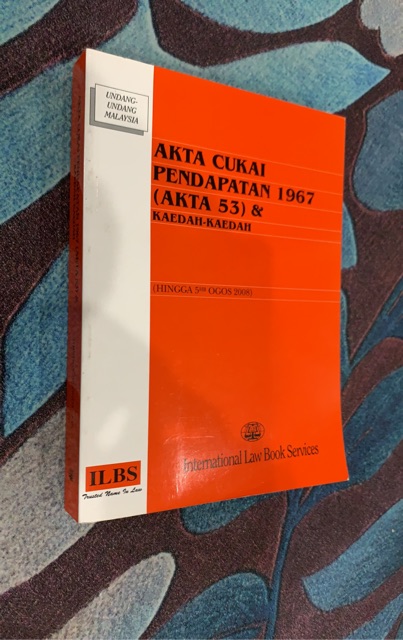 UNDANG-
UNDANG
MALAYSIA
AKTA CUKAI
PENDAPATAN 1967
(AKTA 53) &
KAEDAH-KAEDAH
(HINGGA 5HB OGOS 2008)
International Law Book Services
ILBS
Trusted Name In Law